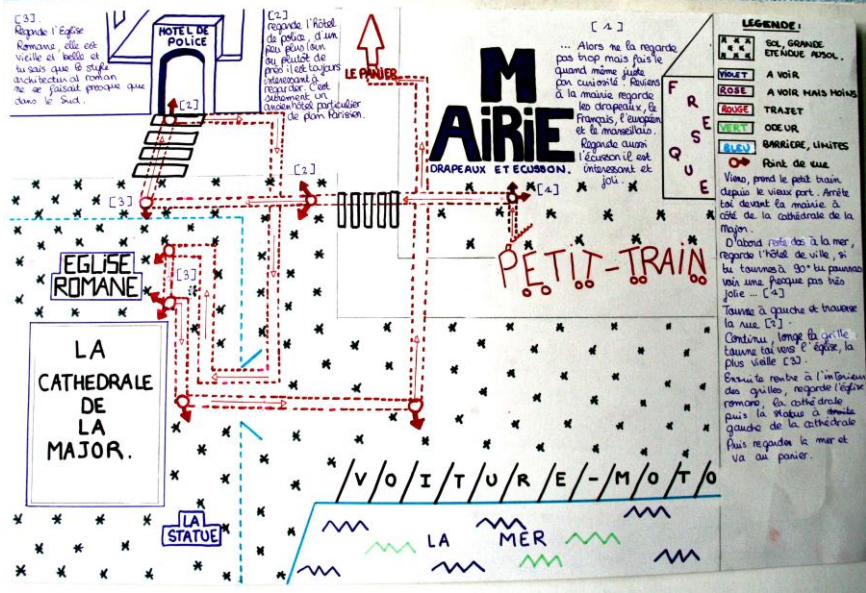 [3].
Regarde l'Église
Romane, elle est
vieille et belle et
tu sais que le style
architectural roman
ne se faisait presque que
dans le Sud.
HOTEL DE
POLICE
[2]
[2]
regarde l'hôtel
de police, d'un
peu plus loin
ou plutôt de
près il est toujours
interessant à
regarder. C'est
surement un
ancien hôtel particulier
de plan Parisien.
LE PANIER
MAiRiE
DRAPEAUX ET ECUSSON.
[1]
... Alors ne la regarde
pas trop mais fais le
quand même juste
par curiosité. Reviens
à la mairie regarde
les drapeaux, le
Français, l'européen
et le marseillais.
Regarde aussi
l'écusson il est
interessant et
joli.
FRESQUE
[3]
[2]
[1]
PETiT-TRAiN
EGLISE
ROMANE
[3]
LA
CATHEDRALE
DE
LA
MAJOR.
LA
STATUE
VOITURE-MOTO
LA MER
LEGENDE:
SOL, GRANDE
ETENDUE AU SOL.
VIOLET A VOIR
ROSE A VOIR MAIS MOINS
ROUGE TRAJET
VERT ODEUR
BLEU BARRIERE, LIMITES
Point de vue
Viens, prend le petit train
depuis le vieux port. Arrête
toi devant la mairie à
côté de la cathédrale de la
Major.
D'abord reste dos à la mer,
regarde l'hôtel de ville, si
tu tournes à 90° tu pourras
voir une fresque pas très
jolie ... [1]
Tourne à gauche et traverse
la rue [2].
Continu, longe la grille
tourne toi vers l'église, la
plus vieille [3].
Ensuite rentre à l'interieur
des grilles, regarde l'église
romane, la cathédrale
puis la statue à droite
gauche de la cathédrale
Puis regarde la mer et
va au panier.